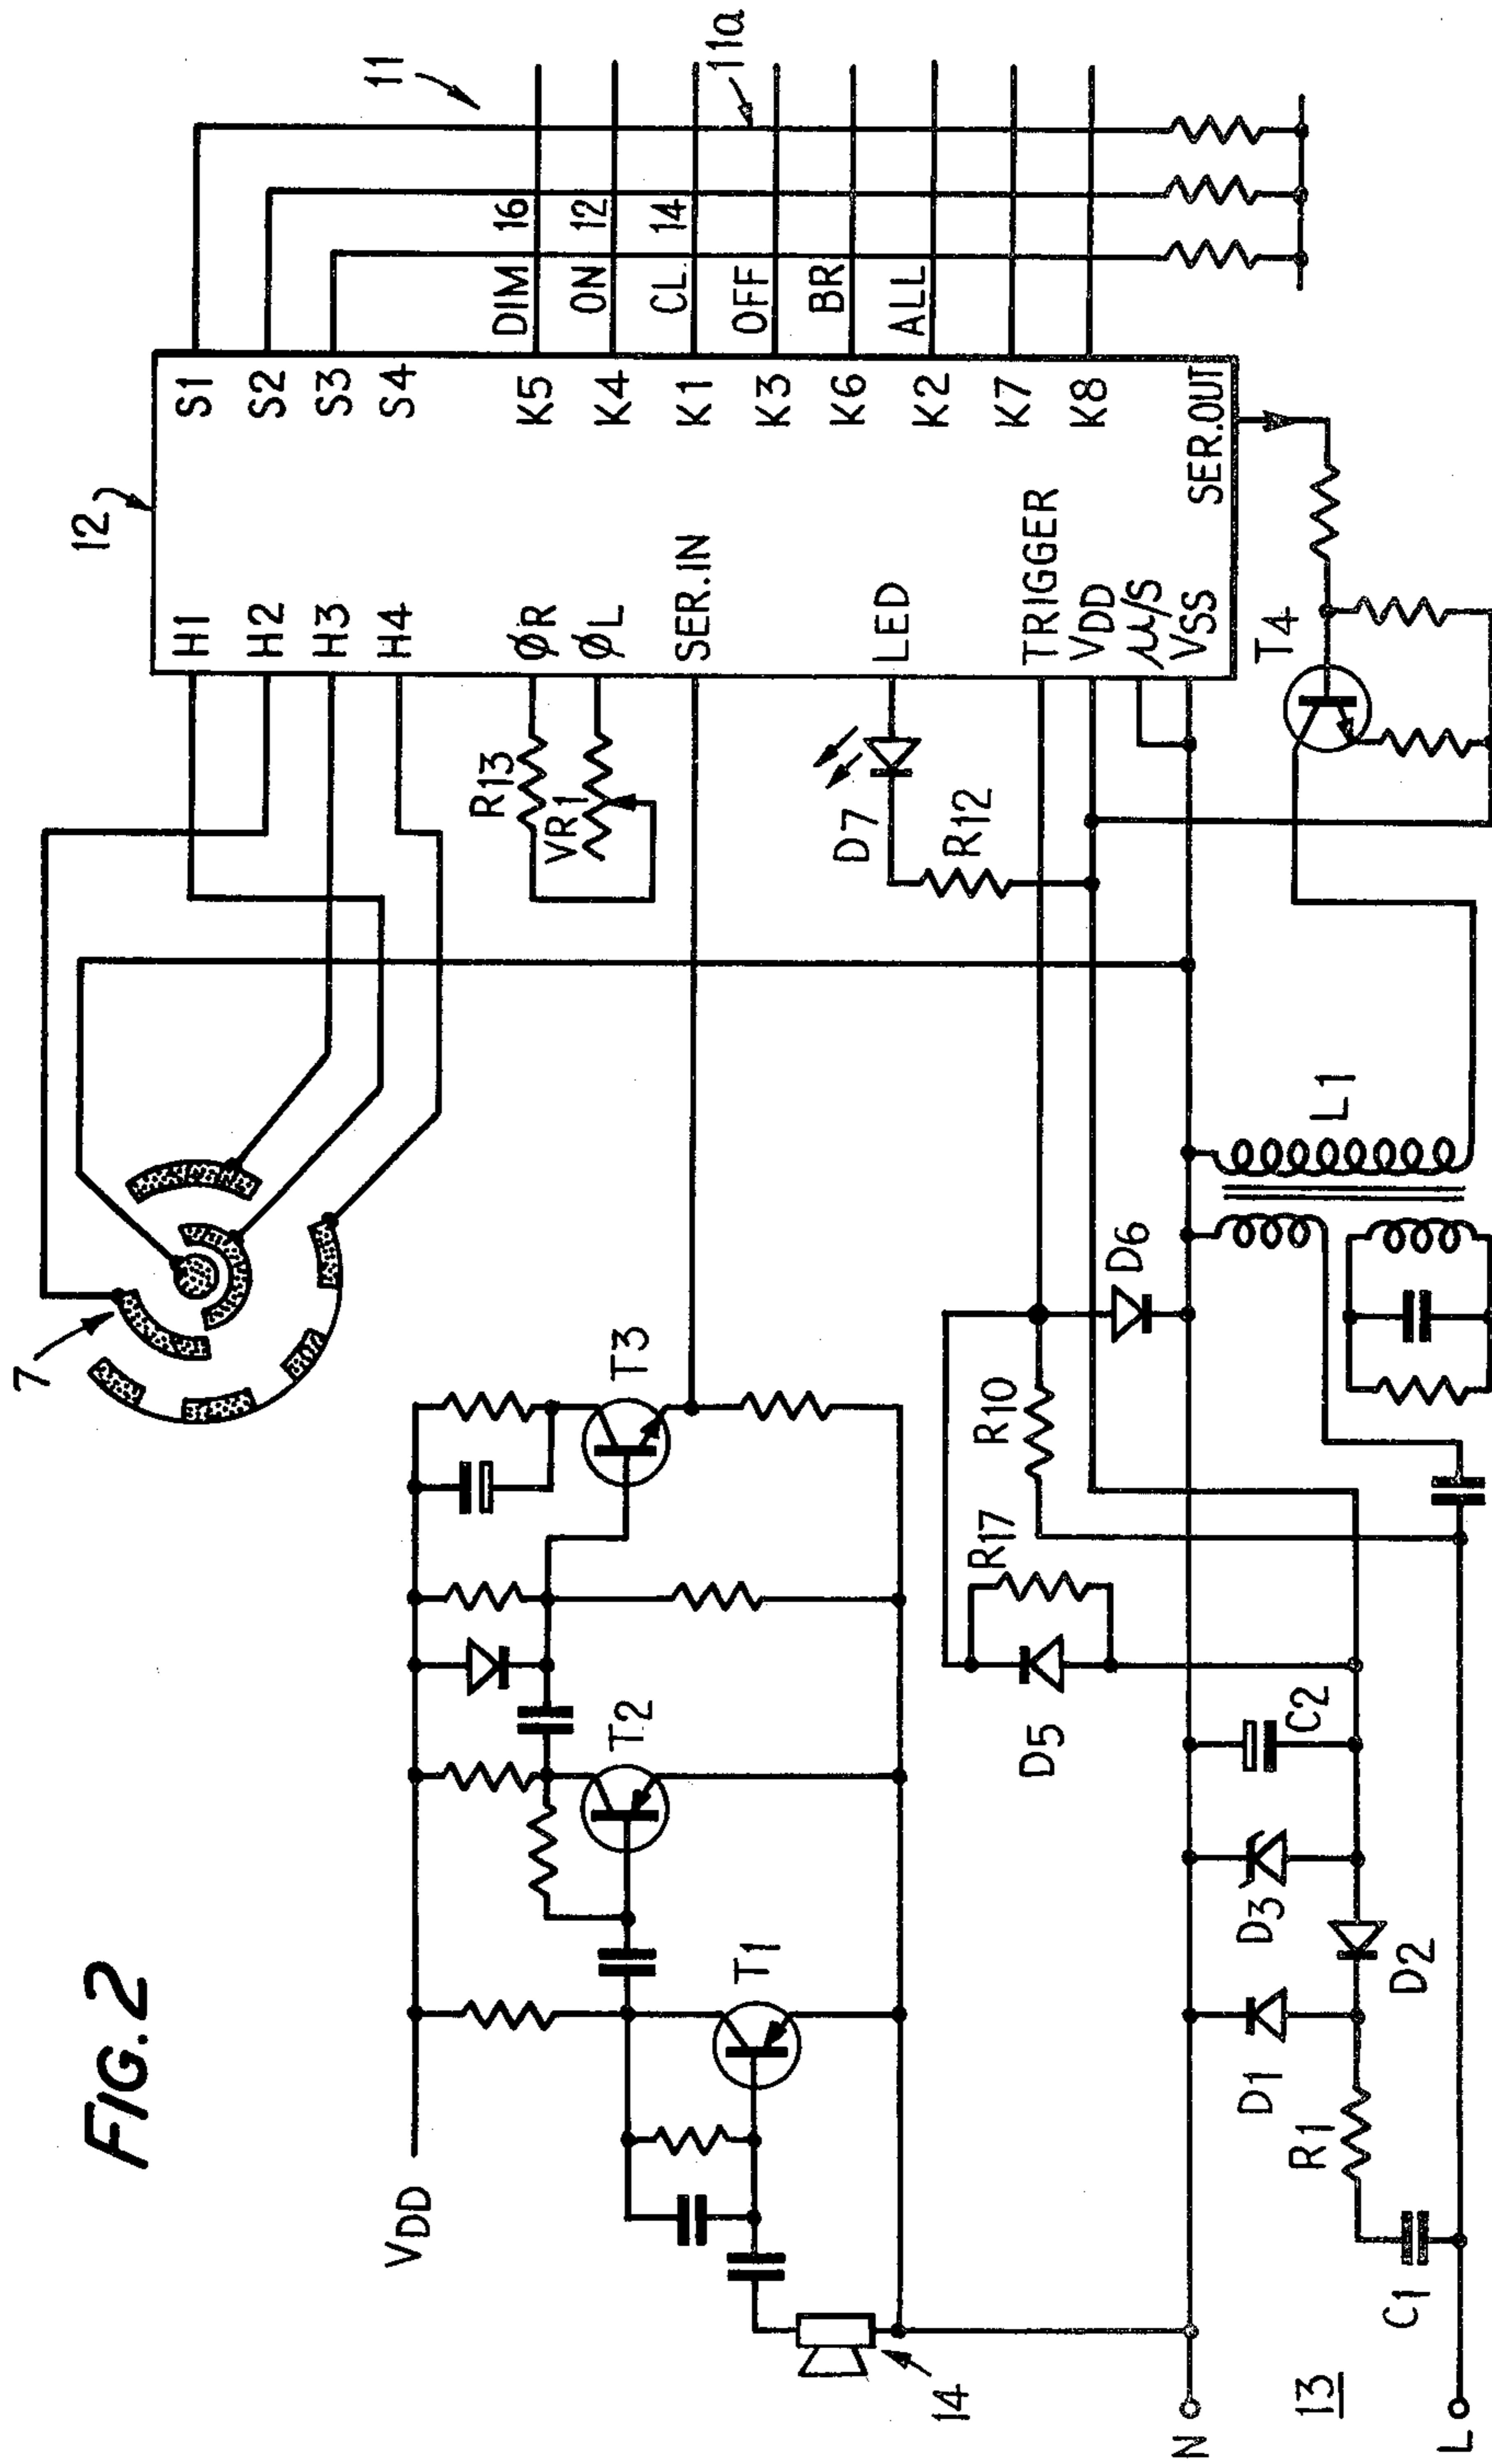 FIG.2
12
11
11a
7
H1
H2
H3
H4
ØR
ØL
SER.IN
LED
TRIGGER
VDD
μ/S
VSS
S1
S2
S3
S4
K5
K4
K1
K3
K6
K2
K7
K8
SER.OUT
DIM 16
ON 12
CL. 14
OFF
BR
ALL
R13
VR1
D7
R12
T4
VDD
T1
T2
T3
14
R17
R10
D5
D6
L1
N
13
L
C1
R1
D1
D2
D3
C2